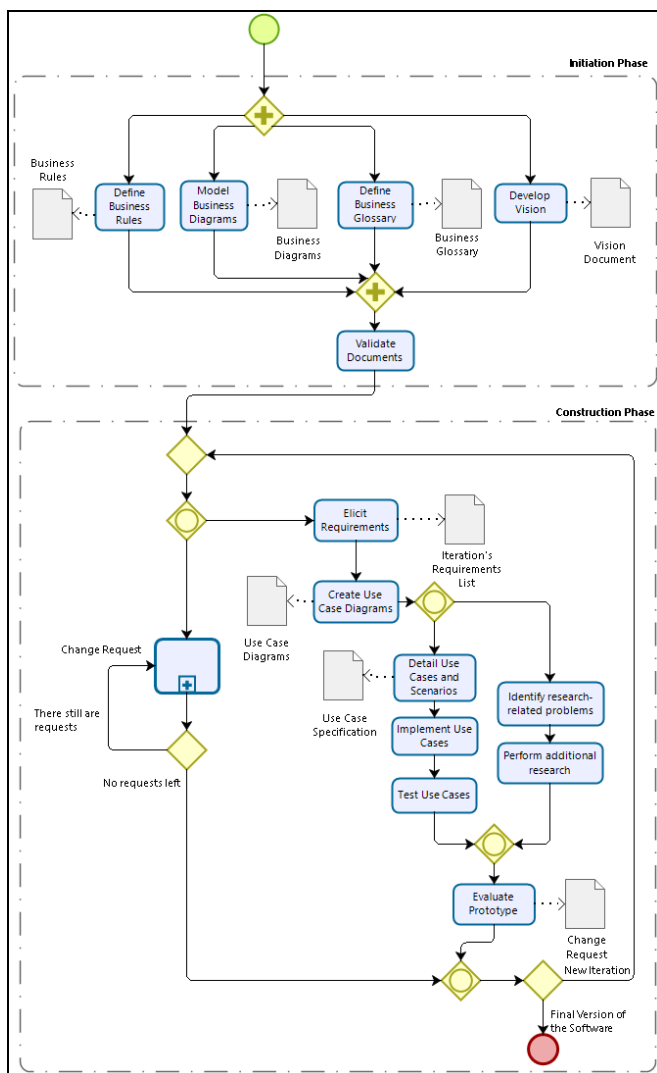 Initiation Phase
Business
Rules
Define
Business
Rules
Model
Business
Diagrams
Business
Diagrams
Define
Business
Glossary
Business
Glossary
Develop
Vision
Vision
Document
Validate
Documents
Construction Phase
Elicit
Requirements
Iteration's
Requirements
List
Create Use
Case Diagrams
Use Case
Diagrams
Change Request
Detail Use
Cases and
Scenarios
Use Case
Specification
Identify research-
related problems
There still are
requests
Implement Use
Cases
Perform additional
research
No requests left
Test Use Cases
Evaluate
Prototype
Change
Request
New Iteration
Final Version of
the Software